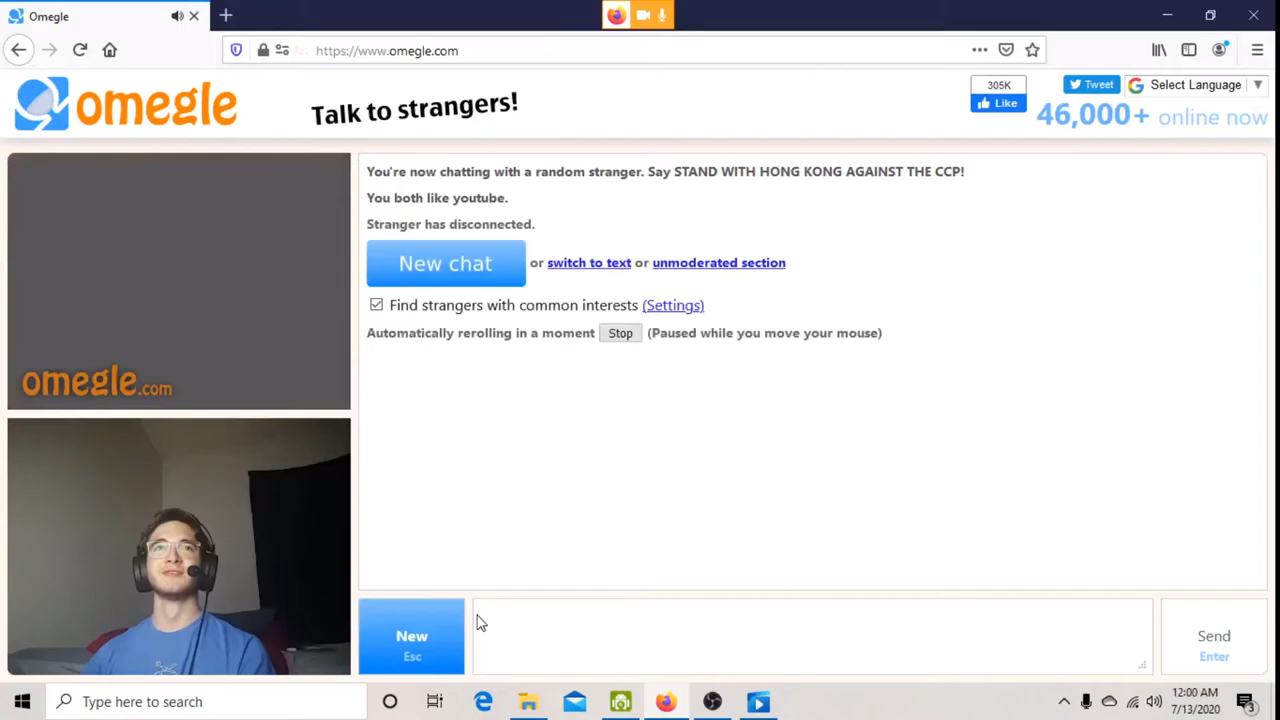 Omegle
https://www.omegle.com
omegle
Talk to strangers!
305K
Like
Tweet
Select Language
46,000+ online now
You're now chatting with a random stranger. Say STAND WITH HONG KONG AGAINST THE CCP!
You both like youtube.
Stranger has disconnected.
New chat or switch to text or unmoderated section
Find strangers with common interests (Settings)
Automatically rerolling in a moment Stop (Paused while you move your mouse)
omegle.com
New
Esc
Send
Enter
Type here to search
12:00 AM
7/13/2020
3